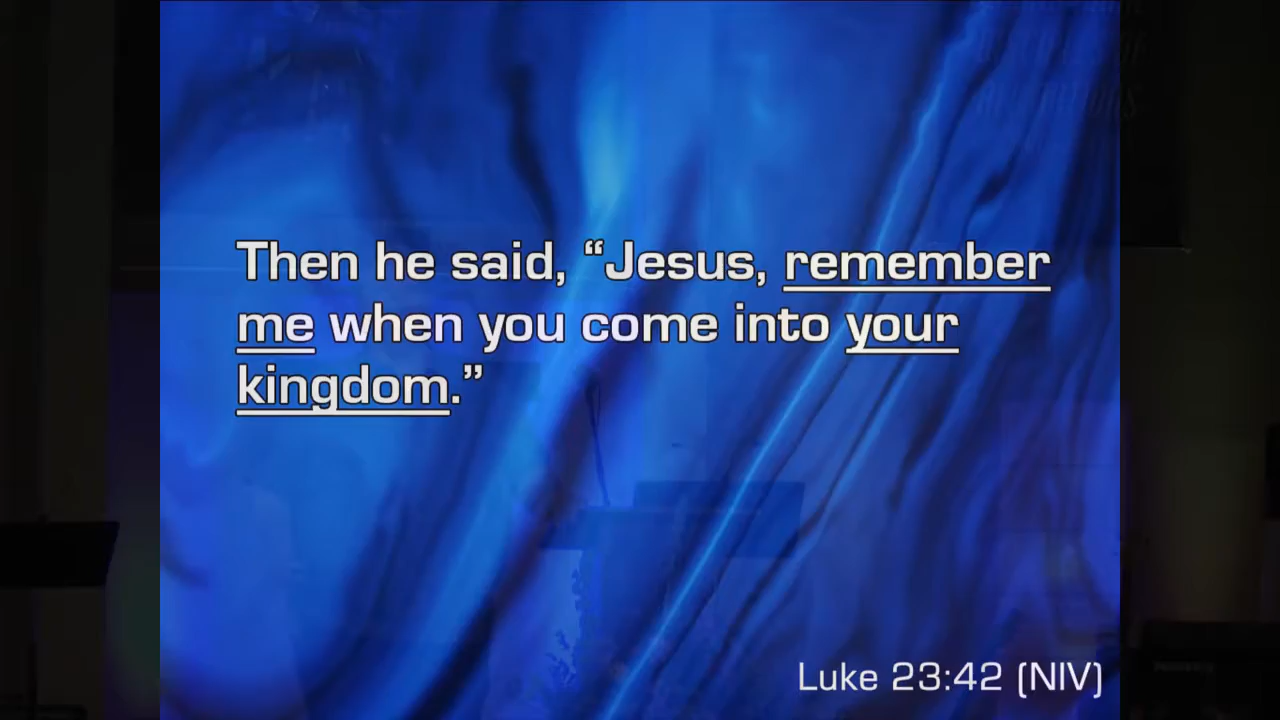 Then he said, “Jesus, remember
me when you come into your
kingdom.”
Luke 23:42 (NIV)